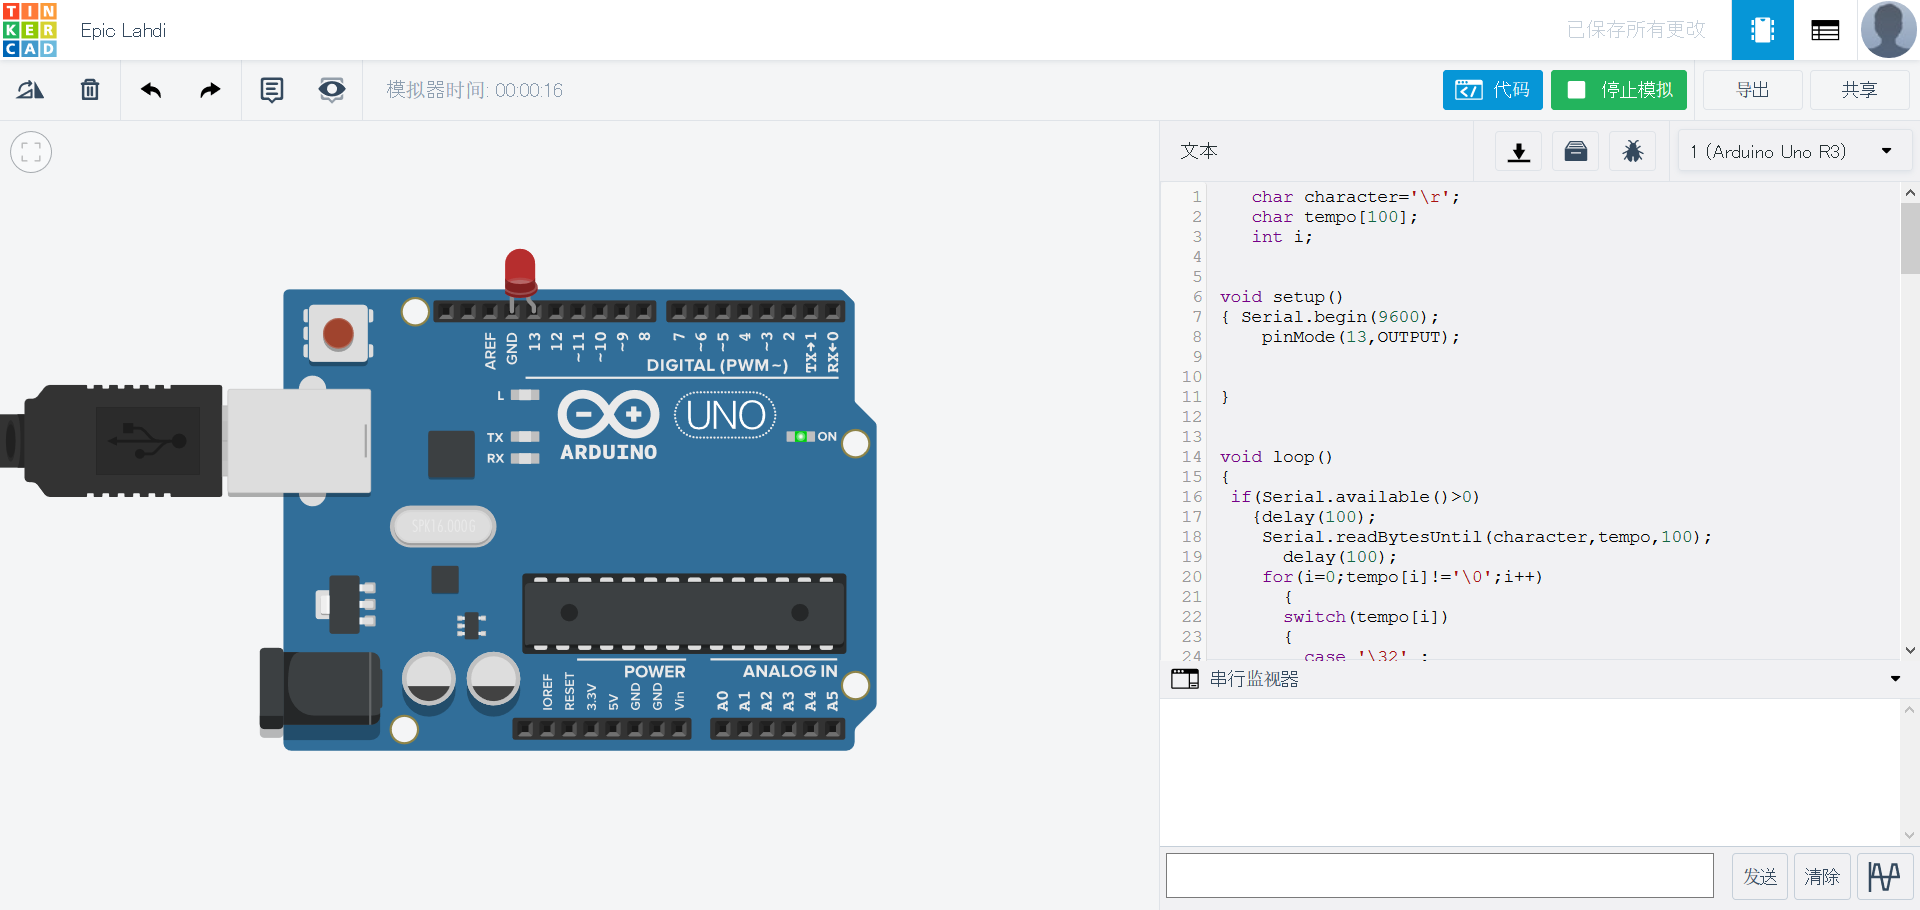 TINKERCAD
Epic Lahdi
已保存所有更改
模拟器时间: 00:00:16
代码
停止模拟
导出
共享
文本
1 (Arduino Uno R3)
1 char character='\r';
2 char tempo[100];
3 int i;
4
5
6 void setup()
7 { Serial.begin(9600);
8 pinMode(13,OUTPUT);
9
10
11 }
12
13
14 void loop()
15 {
16 if(Serial.available()>0)
17 {delay(100);
18 Serial.readBytesUntil(character,tempo,100);
19 delay(100);
20 for(i=0;tempo[i]!='\0';i++)
21 {
22 switch(tempo[i])
23 {
24 case '\32' :
AREF GND 13 12 ~11 ~10 ~9 8 7 ~6 ~5 4 ~3 2 TX→1 RX←0
DIGITAL (PWM~)
L
TX
RX
UNO
ARDUINO
ON
SPK16.000G
POWER
ANALOG IN
IOREF RESET 3.3V 5V GND GND Vin A0 A1 A2 A3 A4 A5
串行监视器
发送
清除